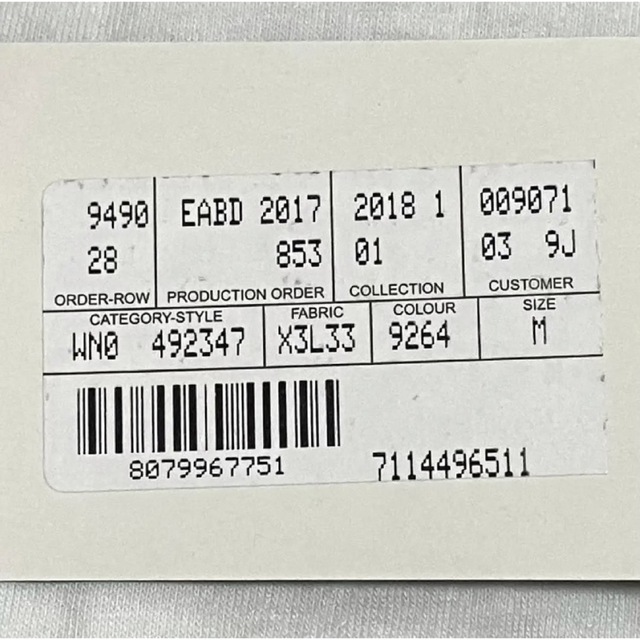 9490 EABD 2017 2018 1 009071
28 853 01 03 9J
ORDER-ROW PRODUCTION ORDER COLLECTION CUSTOMER
CATEGORY-STYLE FABRIC COLOUR SIZE
WN0 492347 X3L33 9264 M
8079967751 7114496511